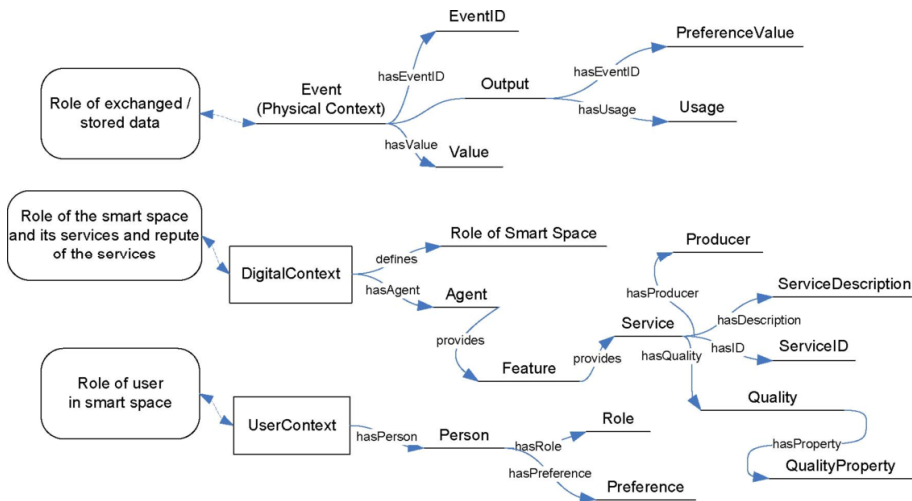 EventID
PreferenceValue
hasEventID
hasEventID
Output
Event
(Physical Context)
Role of exchanged /
stored data
hasUsage
Usage
hasValue
Value
Role of the smart space
and its services and repute
of the services
Role of Smart Space
Producer
defines
DigitalContext
hasAgent
Agent
hasProducer
ServiceDescription
Service
hasDescription
provides
provides
hasQuality
hasID
ServiceID
Feature
Role of user
in smart space
Quality
UserContext
hasPerson
Person
Role
hasRole
hasProperty
hasPreference
QualityProperty
Preference